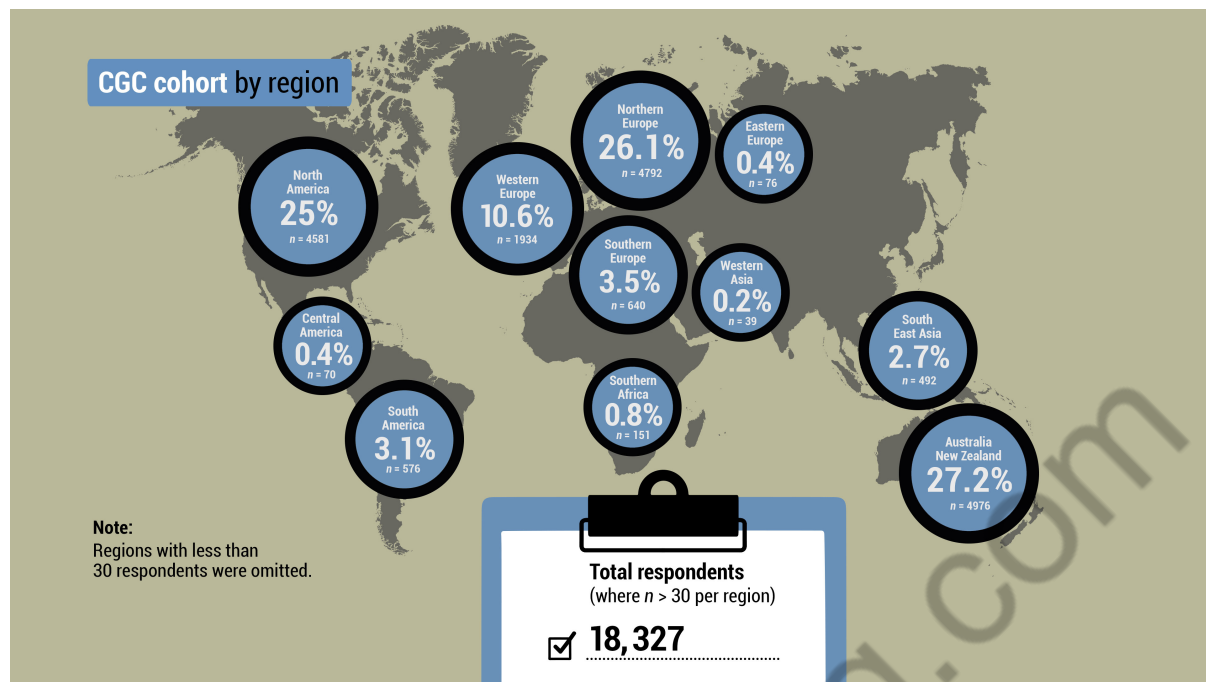 CGC cohort by region
Northern
Europe
26.1%
n = 4792
Eastern
Europe
0.4%
n = 76
North
America
25%
n = 4581
Western
Europe
10.6%
n = 1934
Southern
Europe
3.5%
n = 640
Western
Asia
0.2%
n = 39
Central
America
0.4%
n = 70
South
East Asia
2.7%
n = 492
Southern
Africa
0.8%
n = 151
South
America
3.1%
n = 576
Australia
New Zealand
27.2%
n = 4976
Note:
Regions with less than
30 respondents were omitted.
Total respondents
(where n > 30 per region)
18,327
g.com